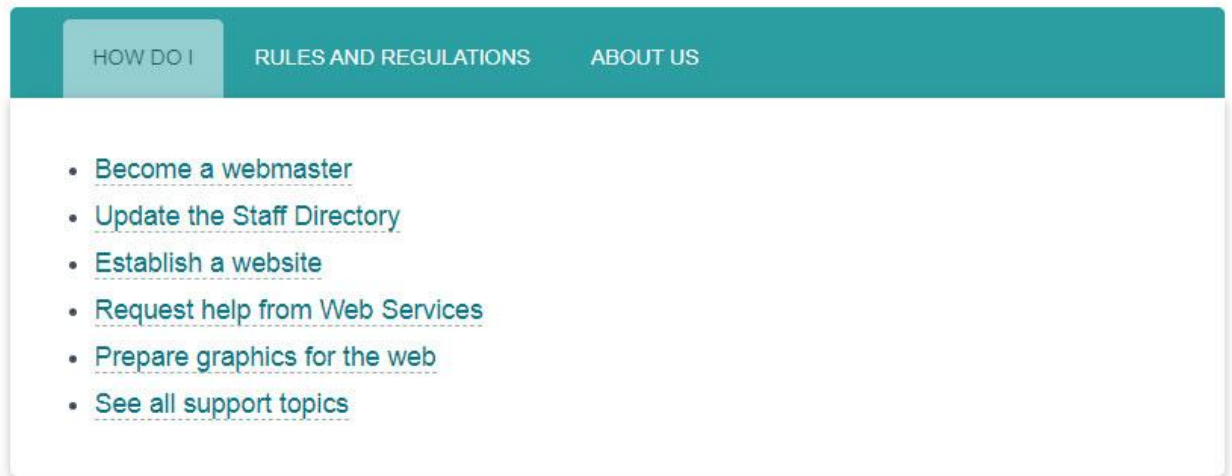 HOW DO I RULES AND REGULATIONS ABOUT US
Become a webmaster
Update the Staff Directory
Establish a website
Request help from Web Services
Prepare graphics for the web
See all support topics